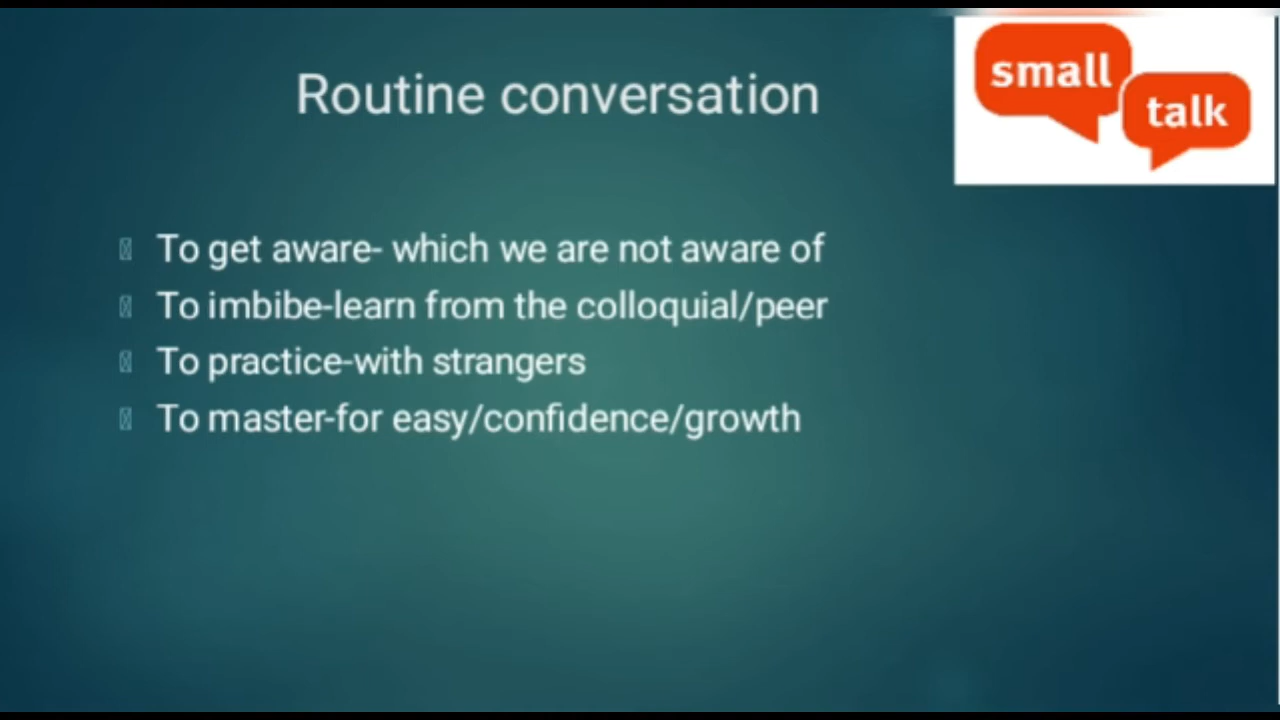 small
talk
Routine conversation
To get aware- which we are not aware of
To imbibe-learn from the colloquial/peer
To practice-with strangers
To master-for easy/confidence/growth